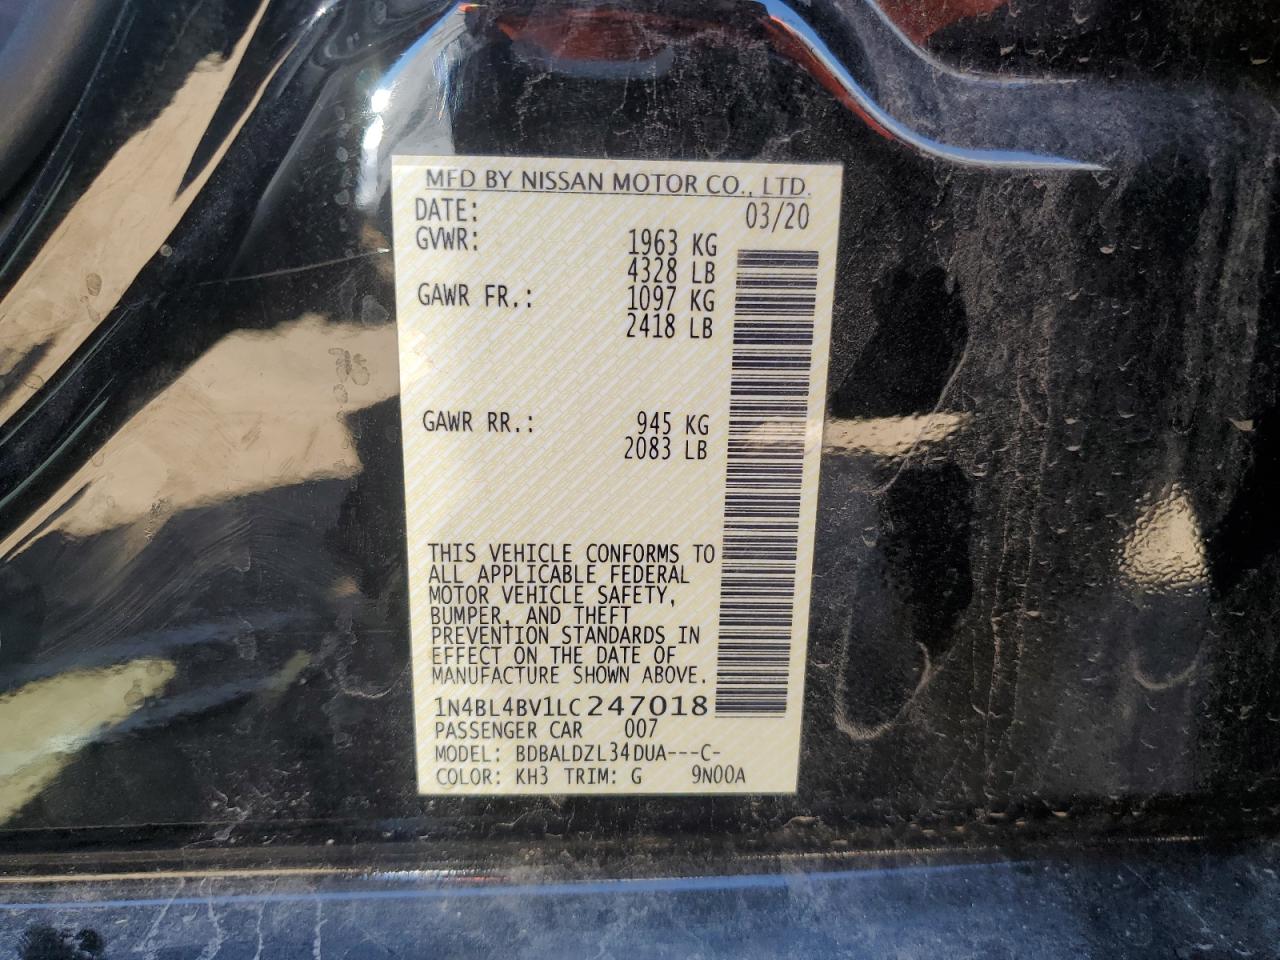 MFD BY NISSAN MOTOR CO., LTD.
DATE: 03/20
GVWR: 1963 KG
4328 LB
GAWR FR.: 1097 KG
2418 LB
GAWR RR.: 945 KG
2083 LB
THIS VEHICLE CONFORMS TO
ALL APPLICABLE FEDERAL
MOTOR VEHICLE SAFETY,
BUMPER, AND THEFT
PREVENTION STANDARDS IN
EFFECT ON THE DATE OF
MANUFACTURE SHOWN ABOVE.
1N4BL4BV1LC247018
PASSENGER CAR 007
MODEL: BDBALDZL34DUA---C-
COLOR: KH3 TRIM: G 9N00A